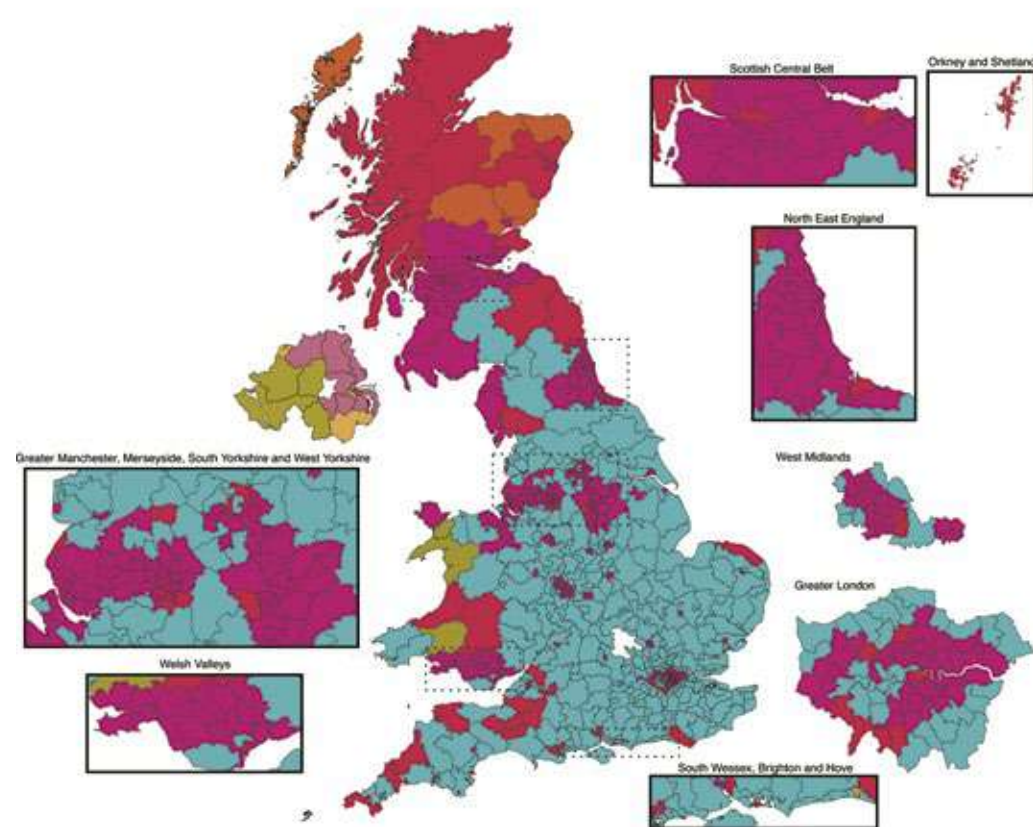 Scottish Central Belt
Orkney and Shetland
North East England
Greater Manchester, Merseyside, South Yorkshire and West Yorkshire
West Midlands
Greater London
Welsh Valleys
South Wessex, Brighton and Hove